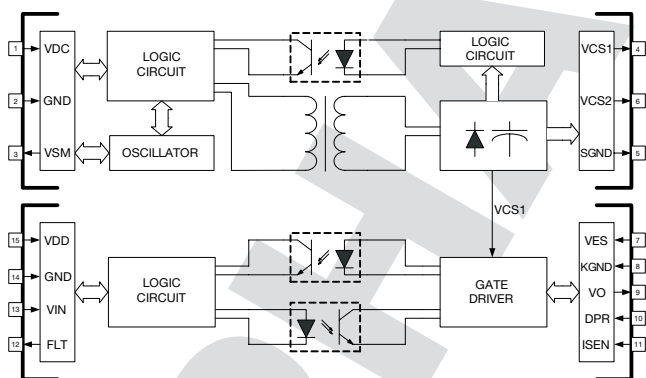 1 VDC
2 GND
3 VSM
LOGIC
CIRCUIT
OSCILLATOR
LOGIC
CIRCUIT
VCS1 4
VCS2 6
SGND 5
VCS1
15 VDD
14 GND
13 VIN
12 FLT
LOGIC
CIRCUIT
GATE
DRIVER
VES 7
KGND 8
VO 9
DPR 10
ISEN 11